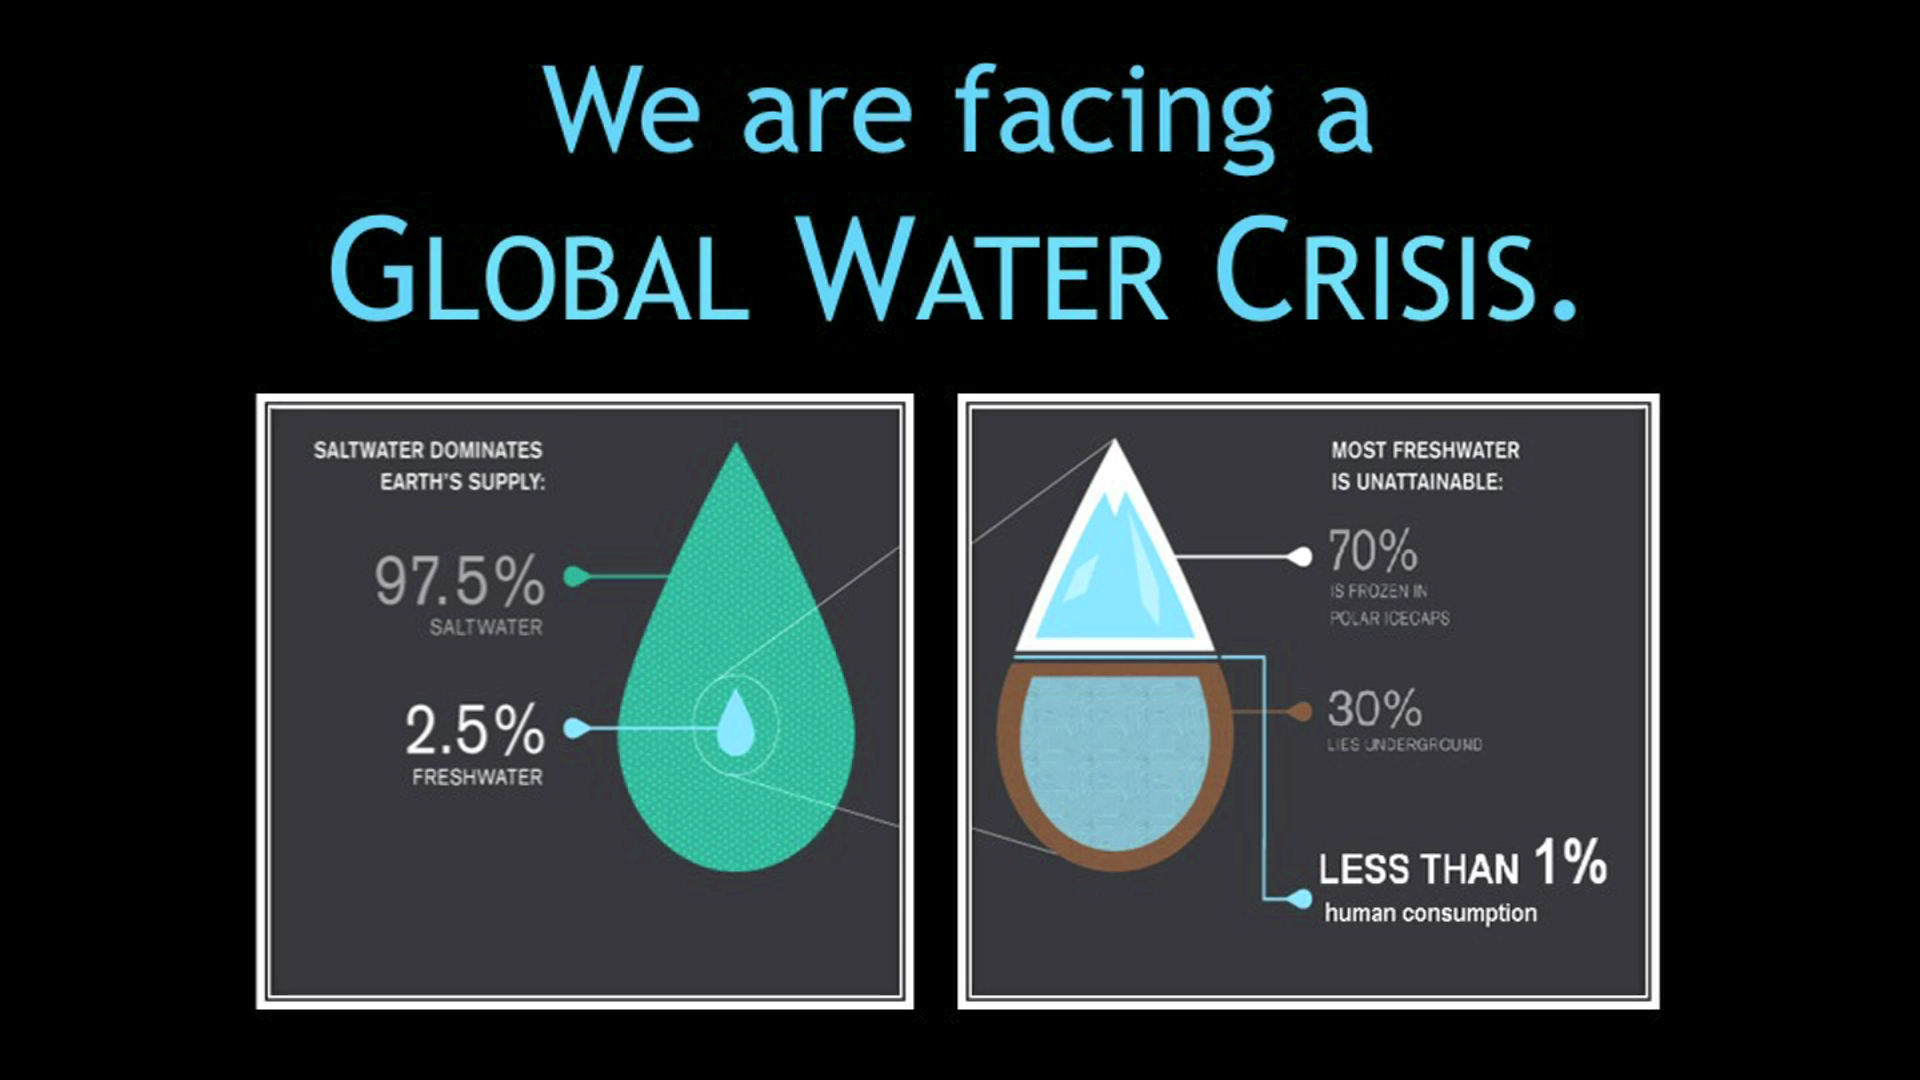 We are facing a
GLOBAL WATER CRISIS.
SALTWATER DOMINATES
EARTH'S SUPPLY:
97.5%
SALTWATER
2.5%
FRESHWATER
MOST FRESHWATER
IS UNATTAINABLE:
70%
IS FROZEN IN
POLAR ICECAPS
30%
LIES UNDERGROUND
LESS THAN 1%
human consumption